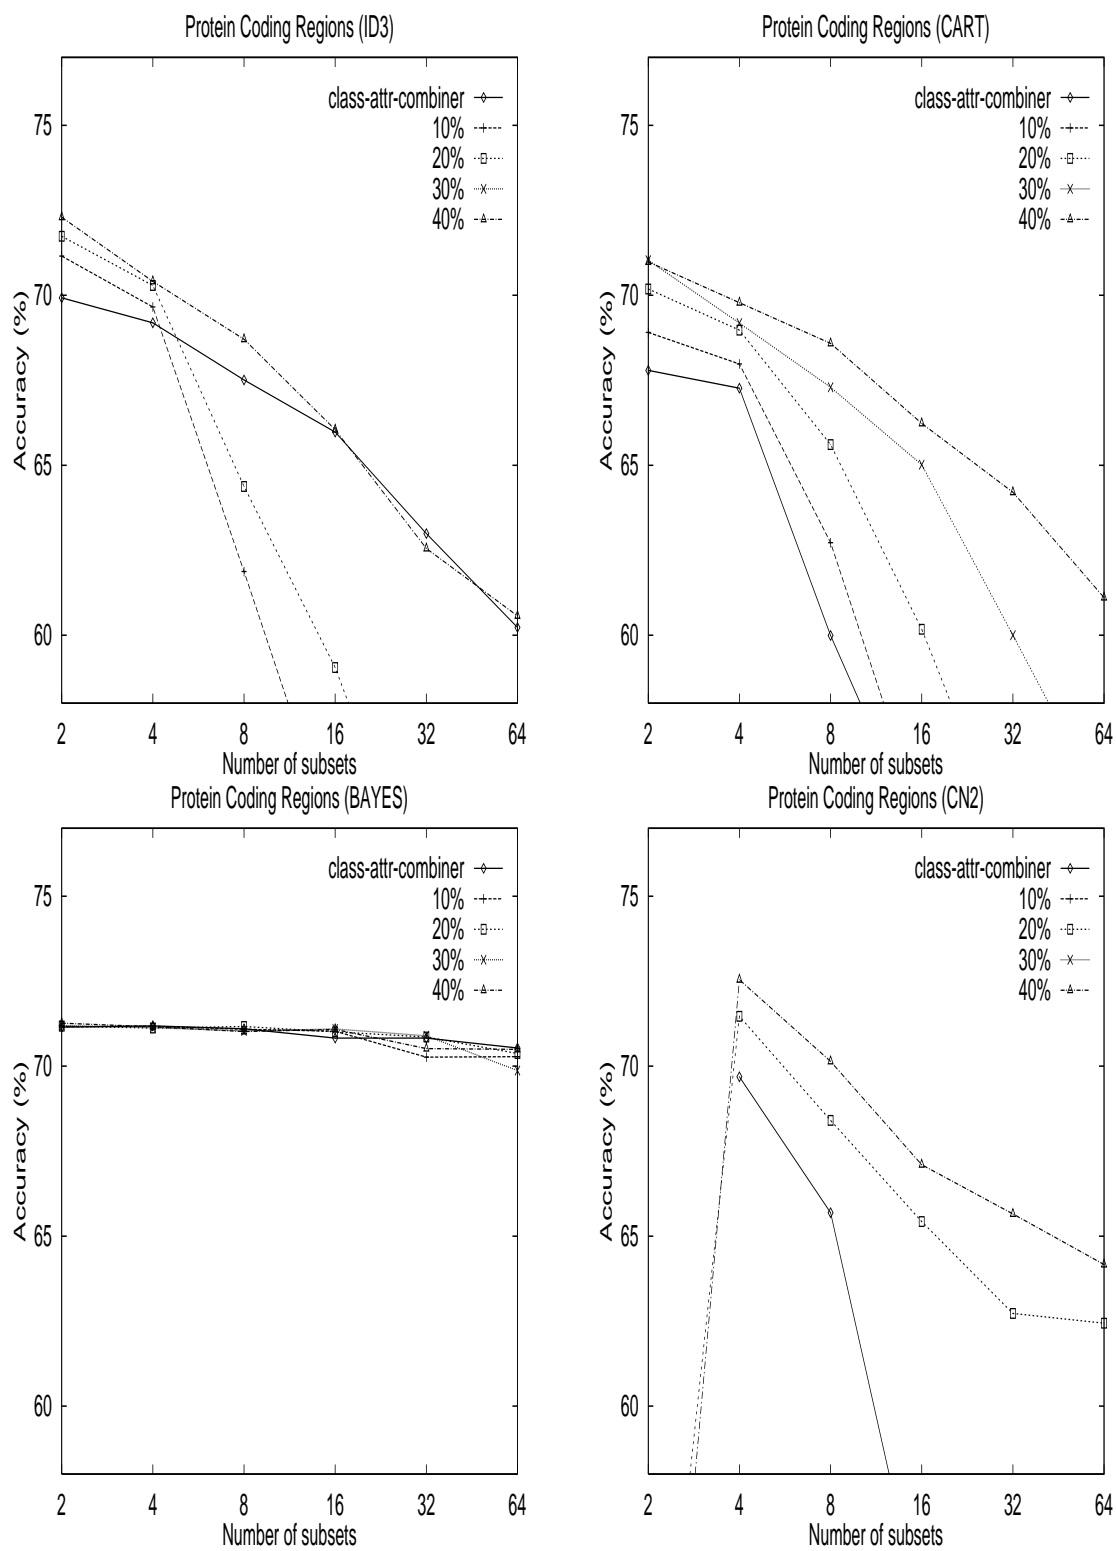 Protein Coding Regions (ID3)
class-attr-combiner
10%
20%
30%
40%
75
70
65
60
Accuracy (%)
2 4 8 16 32 64
Number of subsets
Protein Coding Regions (CART)
class-attr-combiner
10%
20%
30%
40%
75
70
65
60
Accuracy (%)
2 4 8 16 32 64
Number of subsets
Protein Coding Regions (BAYES)
class-attr-combiner
10%
20%
30%
40%
75
70
65
60
Accuracy (%)
2 4 8 16 32 64
Number of subsets
Protein Coding Regions (CN2)
class-attr-combiner
10%
20%
30%
40%
75
70
65
60
Accuracy (%)
2 4 8 16 32 64
Number of subsets